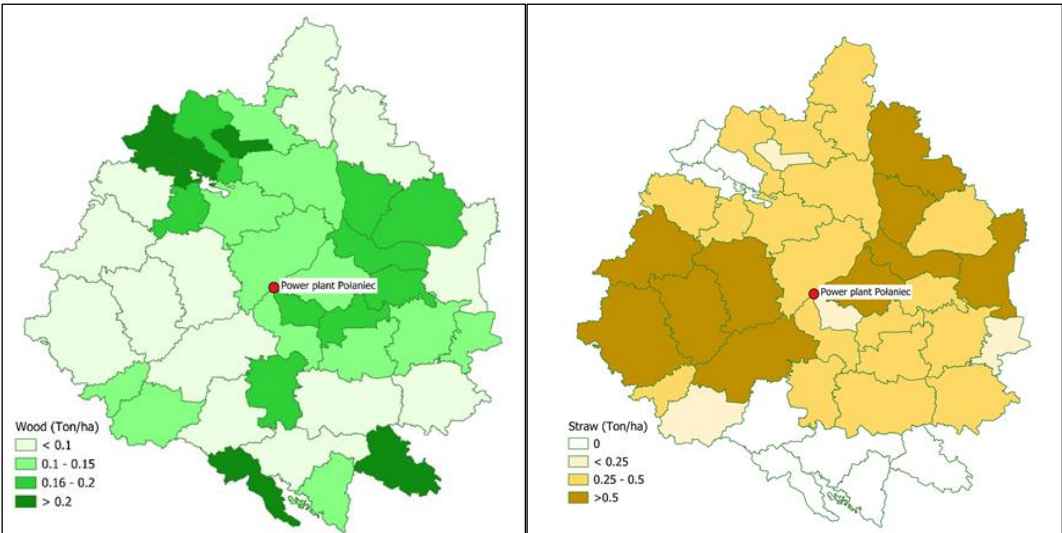 Power plant Połaniec
Wood (Ton/ha)
< 0.1
0.1 - 0.15
0.16 - 0.2
> 0.2
Power plant Połaniec
Straw (Ton/ha)
0
< 0.25
0.25 - 0.5
>0.5